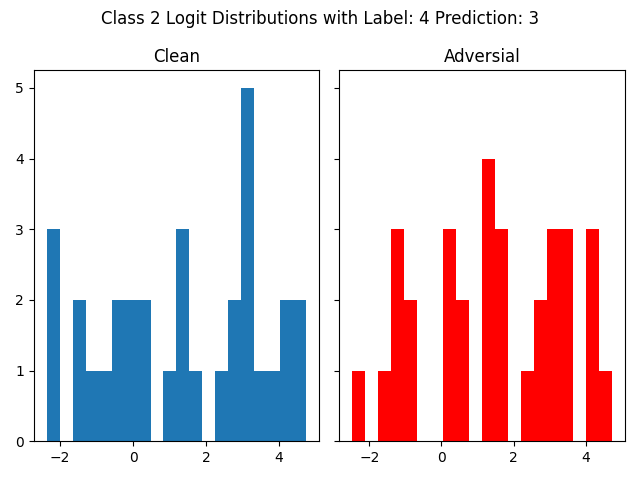 Class 2 Logit Distributions with Label: 4 Prediction: 3
Clean
Adversial
5
4
3
2
1
0
−2 0 2 4
−2 0 2 4